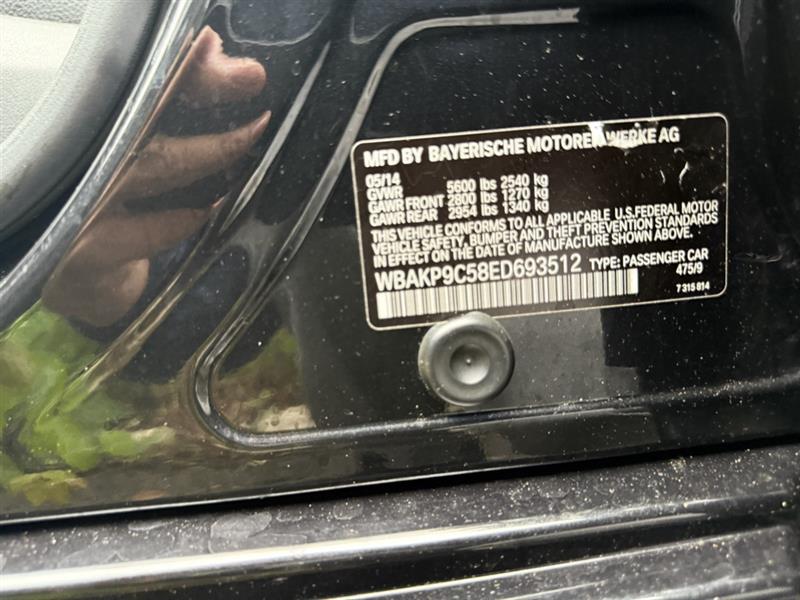 MFD BY BAYERISCHE MOTOREN WERKE AG
05/14
GVWR 5600 lbs 2540 kg
GAWR FRONT 2800 lbs 1270 kg
GAWR REAR 2954 lbs 1340 kg
THIS VEHICLE CONFORMS TO ALL APPLICABLE U.S.FEDERAL MOTOR
VEHICLE SAFETY, BUMPER AND THEFT PREVENTION STANDARDS
IN EFFECT ON THE DATE OF MANUFACTURE SHOWN ABOVE.
WBAKP9C58ED693512 TYPE: PASSENGER CAR
475/9
7 315 814